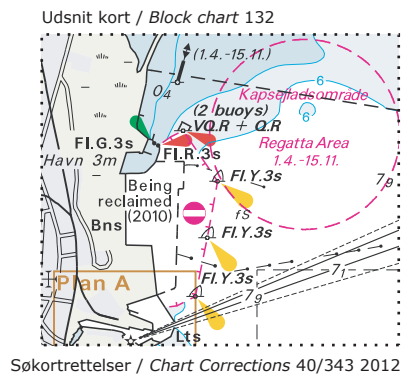 Udsnit kort / Block chart 132
(1.4.-15.11.)
0₄
6
Kapsejladsområde
(2 buoys)
6
VQ.R + Q.R
Fl.G.3s
Fl.R.3s
Regatta Area
1.4.-15.11.
Havn 3m
7₉
Being
reclaimed
(2010)
Fl.Y.3s
fS
Bns
Fl.Y.3s
Plan A
Fl.Y.3s
7₁
7₉
Lts
Søkortrettelser / Chart Corrections 40/343 2012